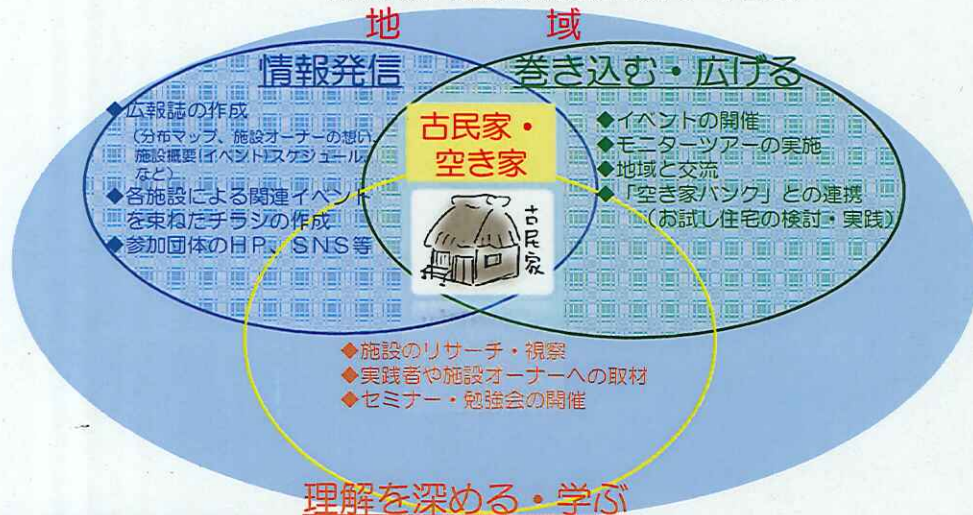 地 域
情報発信
◆広報誌の作成
(分布マップ、施設オーナーの想い、
施設概要(イベント)スケジュール、
など)
◆各施設による関連イベント
を束ねたチラシの作成
◆参加団体のHP、SNS等
巻き込む・広げる
◆イベントの開催
◆モニターツアーの実施
◆地域と交流
◆「空き家バンク」との連携
(お試し住宅の検討・実践)
古民家・
空き家
古民家
◆施設のリサーチ・視察
◆実践者や施設オーナーへの取材
◆セミナー・勉強会の開催
理解を深める・学ぶ